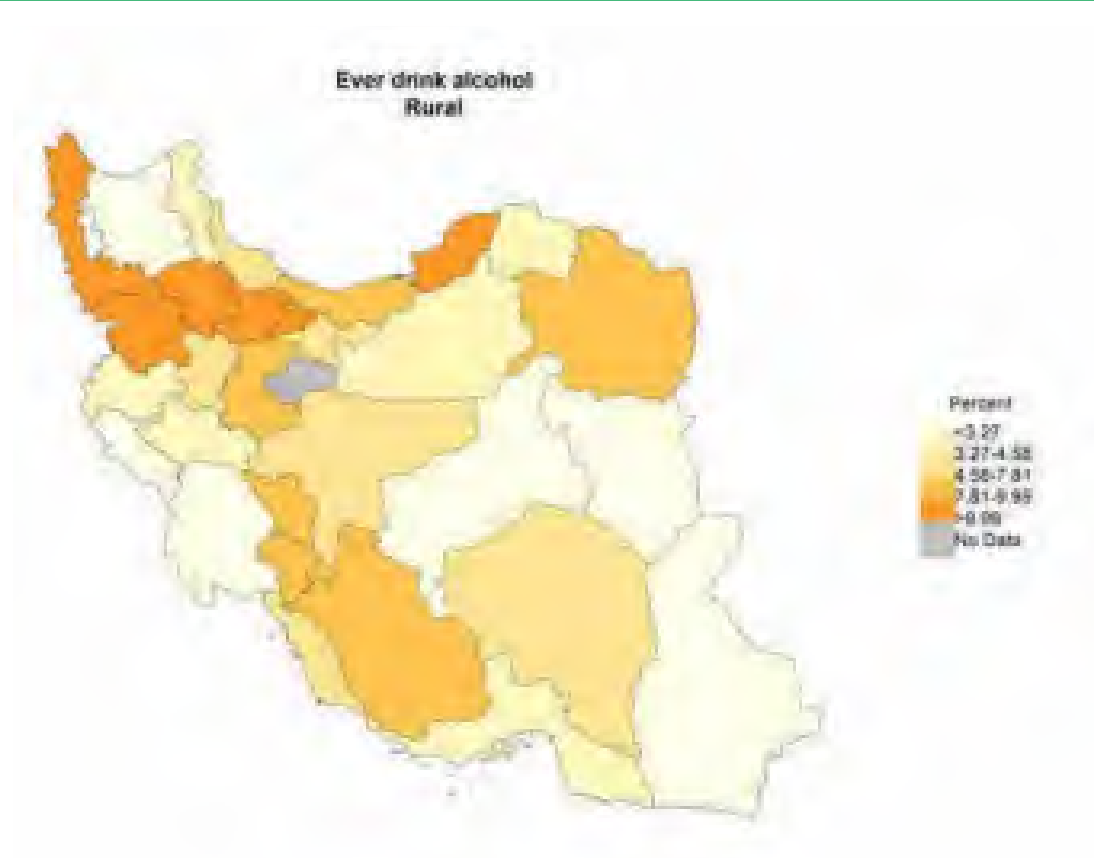 Ever drink alcohol
Rural
Percent
<3.27
3.27-4.58
4.58-7.81
7.81-9.99
No Data